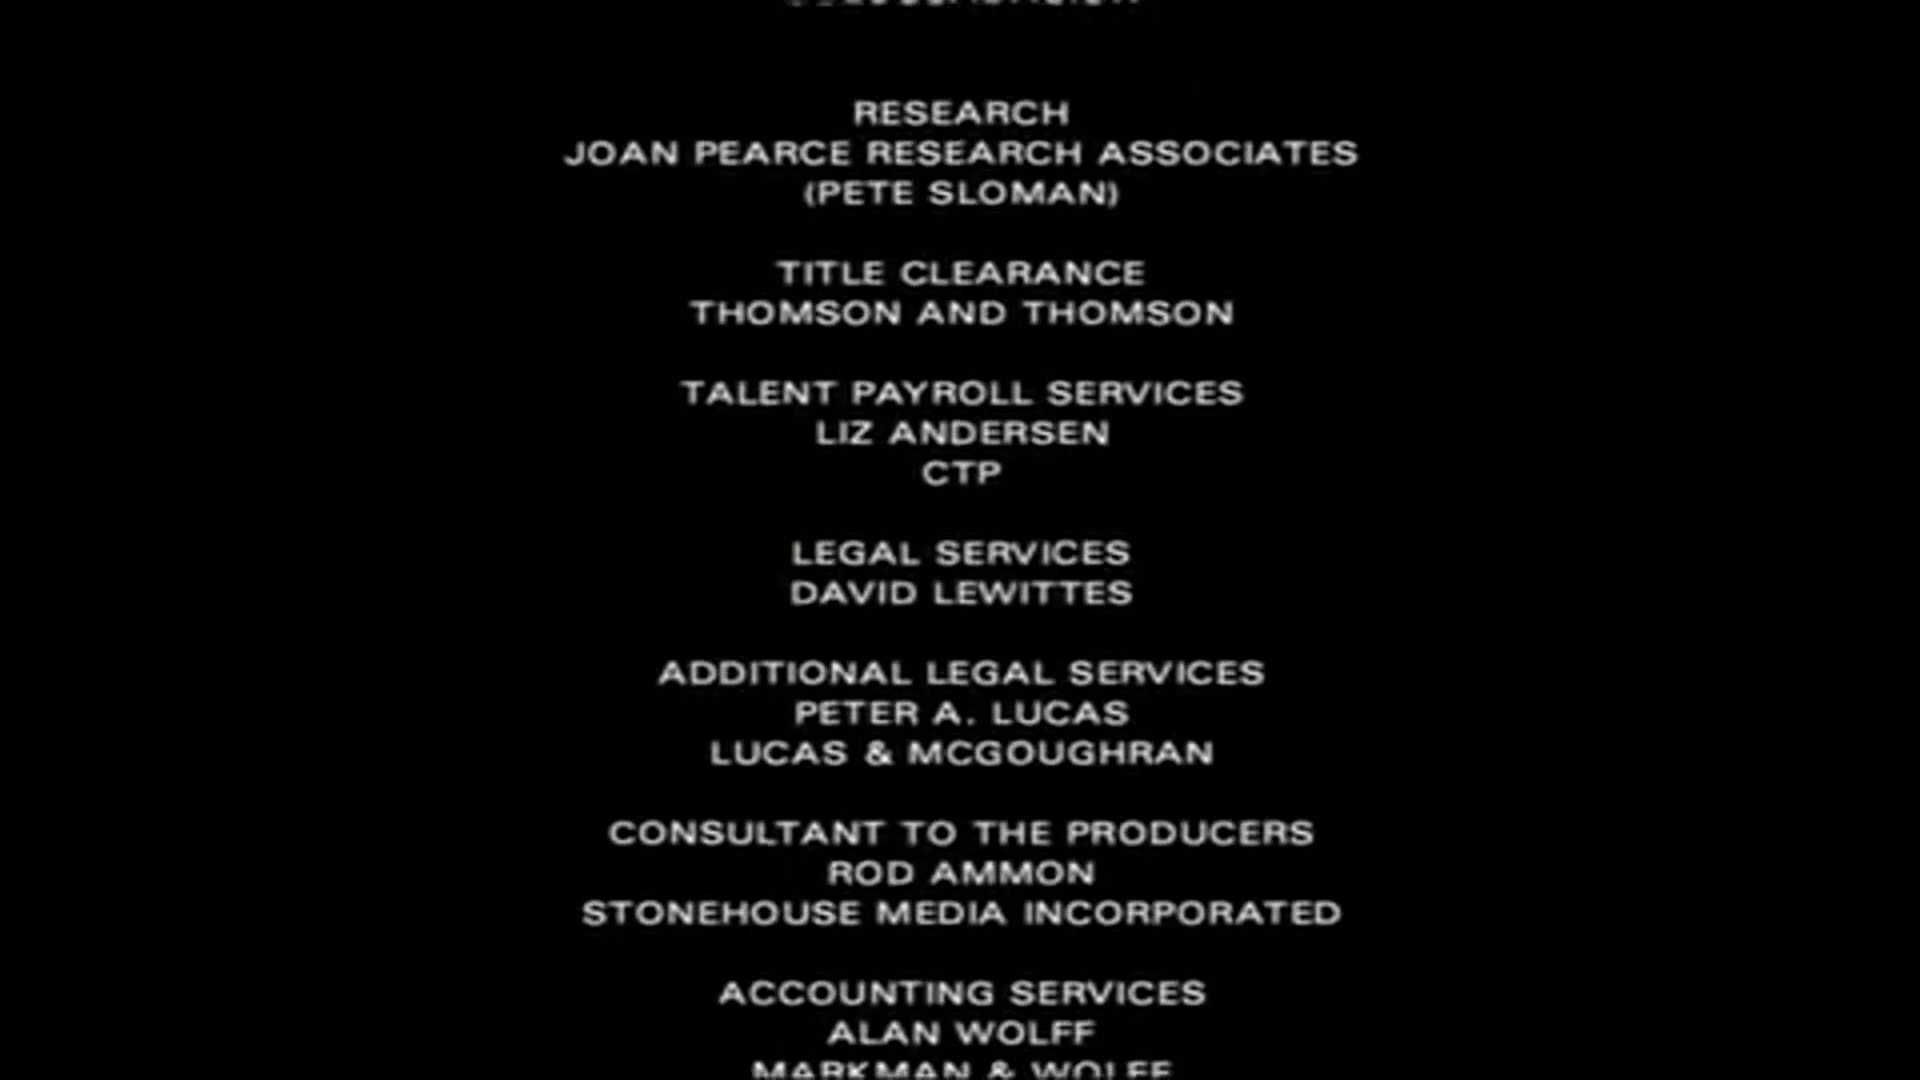 RESEARCH
JOAN PEARCE RESEARCH ASSOCIATES
(PETE SLOMAN)
TITLE CLEARANCE
THOMSON AND THOMSON
TALENT PAYROLL SERVICES
LIZ ANDERSEN
CTP
LEGAL SERVICES
DAVID LEWITTES
ADDITIONAL LEGAL SERVICES
PETER A. LUCAS
LUCAS & MCGOUGHRAN
CONSULTANT TO THE PRODUCERS
ROD AMMON
STONEHOUSE MEDIA INCORPORATED
ACCOUNTING SERVICES
ALAN WOLFF
MARKMAN & WOLFF